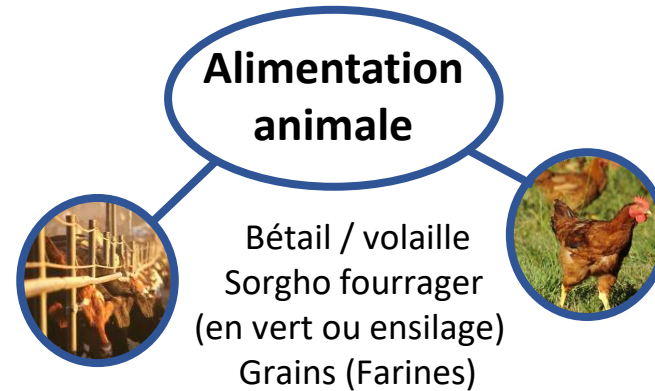 Alimentation
animale
Bétail / volaille
Sorgho fourrager
(en vert ou ensilage)
Grains (Farines)